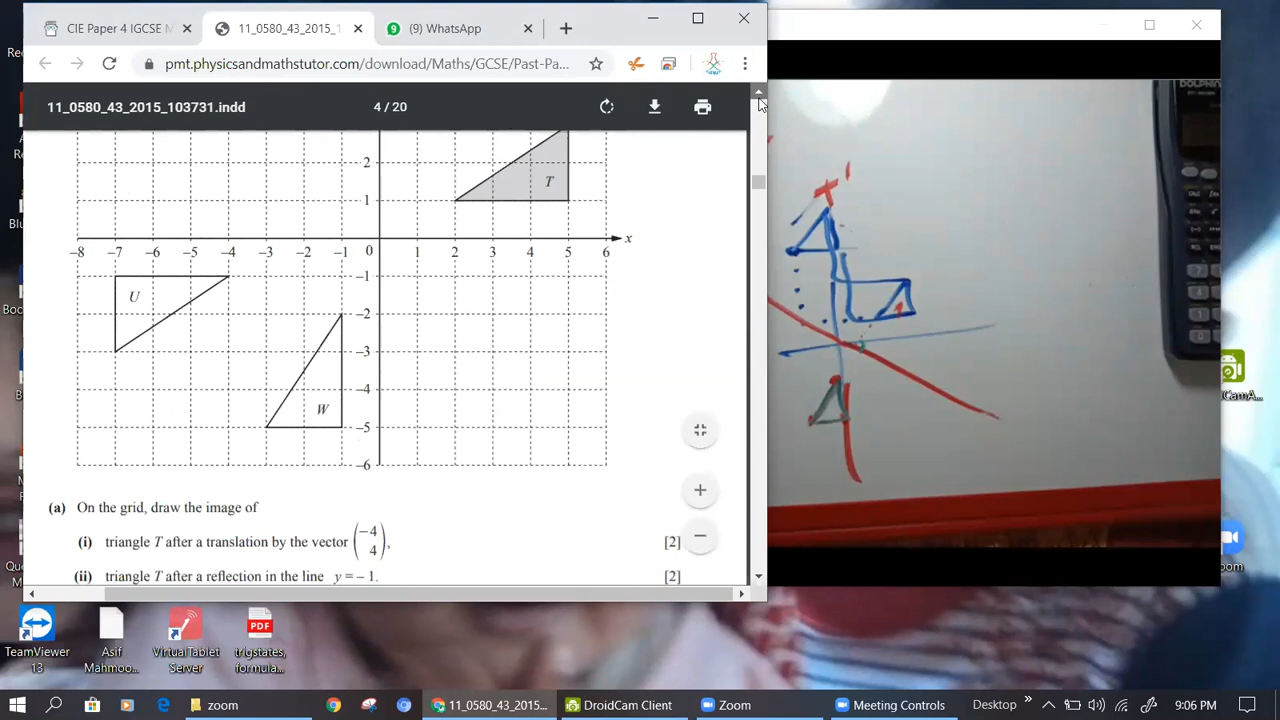 CIE Paper 4 IGCSE M
11_0580_43_2015_1
9
(9) WhatsApp
pmt.physicsandmathstutor.com/download/Maths/GCSE/Past-Pa...
11_0580_43_2015_103731.indd
4 / 20
2
T
1
-8 -7 -6 -5 -4 -3 -2 -1 0 2 3 4 5 6 x
-1
U
-2
-3
-4
W
-5
-6
(a) On the grid, draw the image of
(i) triangle T after a translation by the vector (-4 4), [2]
(ii) triangle T after a reflection in the line y = – 1. [2]
DOLPHIN
TeamViewer
13
Asif
Mahmoo...
VirtualTablet
Server
PDF
trigstates,
formula...
zoom
11_0580_43_2015...
DroidCam Client
Zoom
Meeting Controls
Desktop
9:06 PM